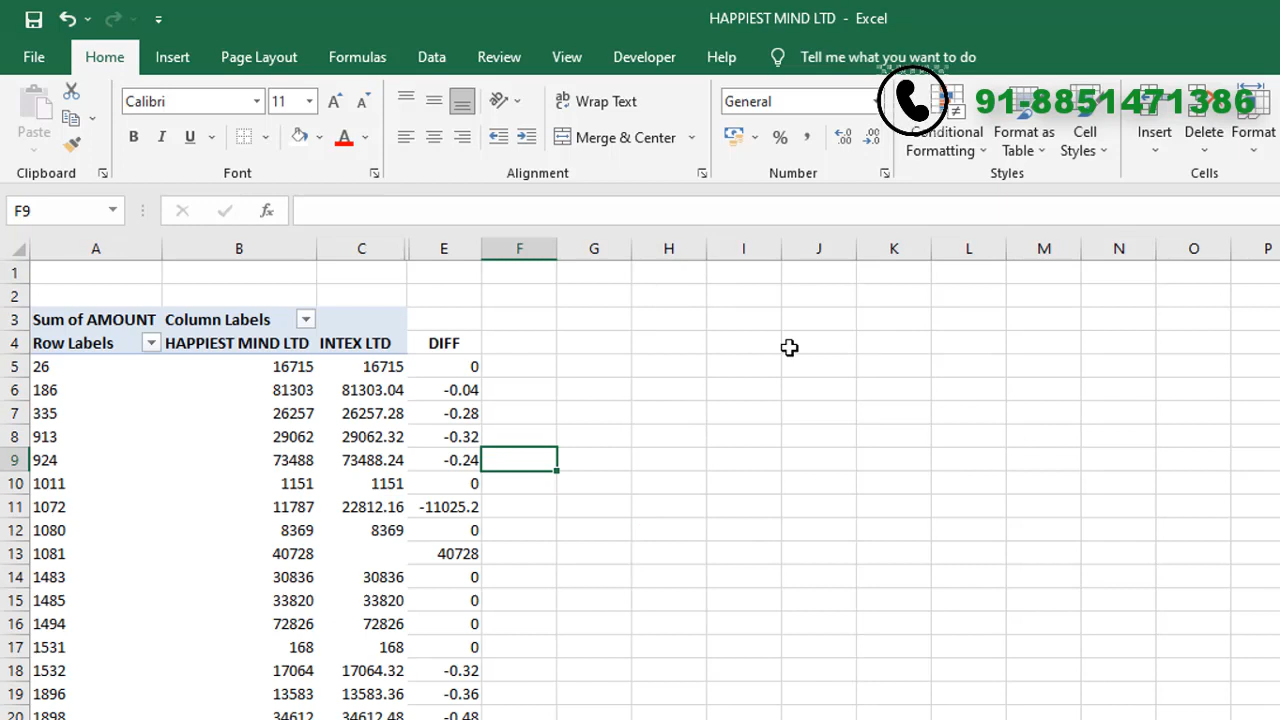 HAPPIEST MIND LTD - Excel
File Home Insert Page Layout Formulas Data Review View Developer Help Tell me what you want to do
91-8851471386
Paste
Calibri 11
B I U
Wrap Text
Merge & Center
General
Conditional Formatting
Format as Table
Cell Styles
Insert Delete Format
Clipboard Font Alignment Number Styles Cells
F9 fx
A B C E F G H I J K L M N O P
1
2
3 Sum of AMOUNT Column Labels
4 Row Labels HAPPIEST MIND LTD INTEX LTD DIFF
5 26 16715 16715 0
6 186 81303 81303.04 -0.04
7 335 26257 26257.28 -0.28
8 913 29062 29062.32 -0.32
9 924 73488 73488.24 -0.24
10 1011 1151 1151 0
11 1072 11787 22812.16 -11025.2
12 1080 8369 8369 0
13 1081 40728 40728
14 1483 30836 30836 0
15 1485 33820 33820 0
16 1494 72826 72826 0
17 1531 168 168 0
18 1532 17064 17064.32 -0.32
19 1896 13583 13583.36 -0.36
20 1898 34612 34612.48 -0.48